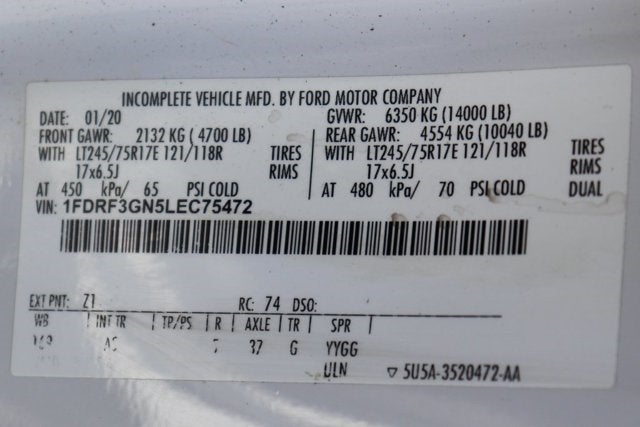 INCOMPLETE VEHICLE MFD. BY FORD MOTOR COMPANY
DATE: 01/20 GVWR: 6350 KG (14000 LB)
FRONT GAWR: 2132 KG (4700 LB) REAR GAWR: 4554 KG (10040 LB)
WITH LT245/75R17E 121/118R TIRES WITH LT245/75R17E 121/118R TIRES
17x6.5J RIMS 17x6.5J RIMS
AT 450 kPa/ 65 PSI COLD AT 480 kPa/ 70 PSI COLD DUAL
VIN: 1FDRF3GN5LEC75472
EXT PNT: Z1 RC: 74 DSO:
WB INT TR TP/PS R AXLE TR SPR
37 G YYGG
ULN 5U5A-3520472-AA